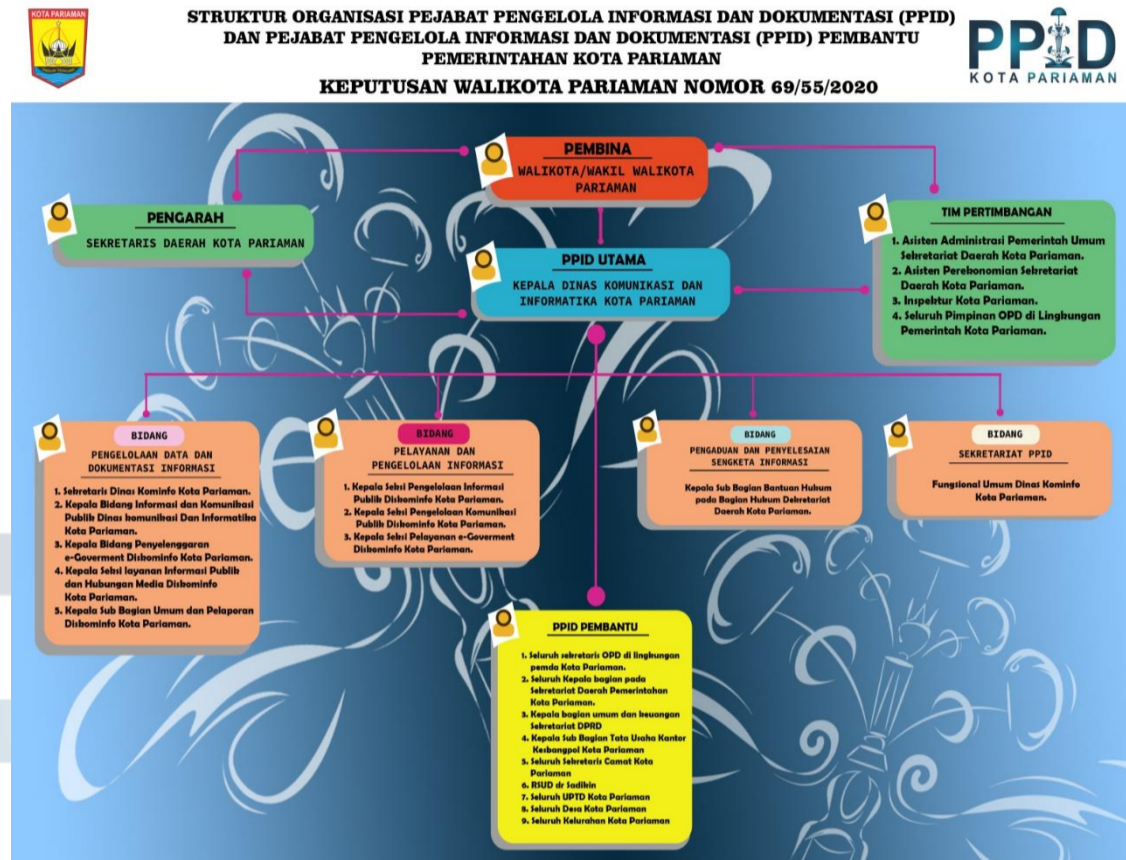 KOTA PARIAMAN
STRUKTUR ORGANISASI PEJABAT PENGELOLA INFORMASI DAN DOKUMENTASI (PPID)
DAN PEJABAT PENGELOLA INFORMASI DAN DOKUMENTASI (PPID) PEMBANTU
PEMERINTAHAN KOTA PARIAMAN
KEPUTUSAN WALIKOTA PARIAMAN NOMOR 69/55/2020
PPID
KOTA PARIAMAN
PEMBINA
WALIKOTA/WAKIL WALIKOTA
PARIAMAN
PENGARAH
SEKRETARIS DAERAH KOTA PARIAMAN
PPID UTAMA
KEPALA DINAS KOMUNIKASI DAN
INFORMATIKA KOTA PARIAMAN
TIM PERTIMBANGAN
1. Asisten Administrasi Pemerintah Umum
Sekretariat Daerah Kota Pariaman.
2. Asisten Perekonomian Sekretariat
Daerah Kota Pariaman.
3. Inspektur Kota Pariaman.
4. Seluruh Pimpinan OPD di Lingkungan
Pemerintah Kota Pariaman.
BIDANG
PENGELOLAAN DATA DAN
DOKUMENTASI INFORMASI
1. Sekretaris Dinas Kominfo Kota Pariaman.
2. Kepala Bidang Informasi dan Komunikasi
Publik Dinas komunikasi Dan Informatika
Kota Pariaman.
3. Kepala Bidang Penyelenggaran
e-Goverment Diskominfo Kota Pariaman.
4. Kepala Seksi layanan Informasi Publik
dan Hubungan Media Diskominfo
Kota Pariaman.
5. Kepala Sub Bagian Umum dan Pelaporan
Diskominfo Kota Pariaman.
BIDANG
PELAYANAN DAN
PENGELOLAAN INFORMASI
1. Kepala Seksi Pengelolaan Informasi
Publik Diskominfo Kota Pariaman.
2. Kepala Seksi Pengelolaan Komunikasi
Publik Diskominfo Kota Pariaman.
3. Kepala Seksi Pelayanan e-Goverment
Diskominfo Kota Pariaman.
BIDANG
PENGADUAN DAN PENYELESAIAN
SENGKETA INFORMASI
Kepala Sub Bagian Bantuan Hukum
pada Bagian Hukum Dekretariat
Daerah Kota Pariaman.
BIDANG
SEKRETARIAT PPID
Fungsional Umum Dinas Kominfo
Kota Pariaman.
PPID PEMBANTU
1. Seluruh sekretaris OPD di lingkungan
pemda Kota Pariaman.
2. Seluruh Kepala bagian pada
Sekretariat Daerah Pemerintahan
Kota Pariaman.
3. Kepala bagian umum dan keuangan
Sekretariat DPRD
4. Kepala Sub Bagian Tata Usaha Kantor
Kesbangpol Kota Pariaman
5. Seluruh Sekretaris Camat Kota
Pariaman
6. RSUD dr Sadikin
7. Seluruh UPTD Kota Pariaman
8. Seluruh Desa Kota Pariaman
9. Seluruh Kelurahan Kota Pariaman